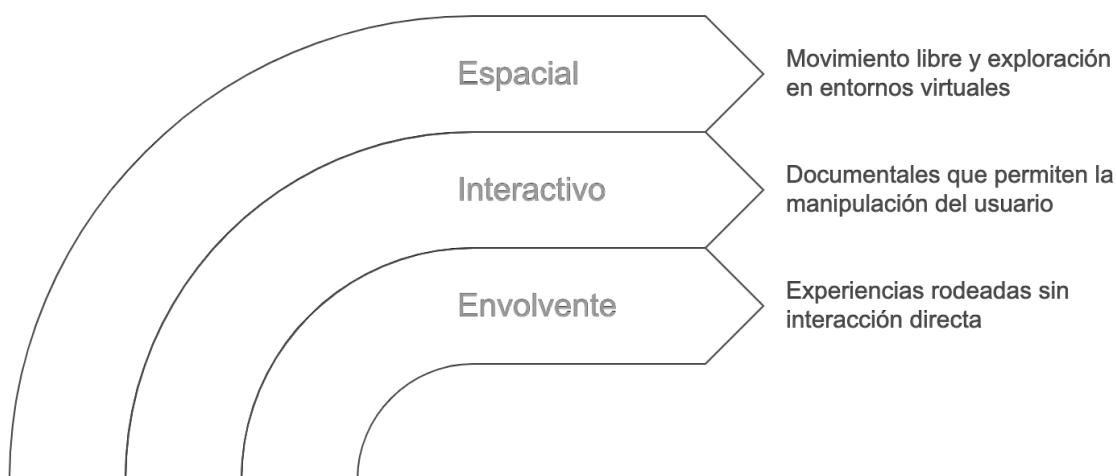 Espacial
Movimiento libre y exploración
en entornos virtuales
Interactivo
Documentales que permiten la
manipulación del usuario
Envolvente
Experiencias rodeadas sin
interacción directa